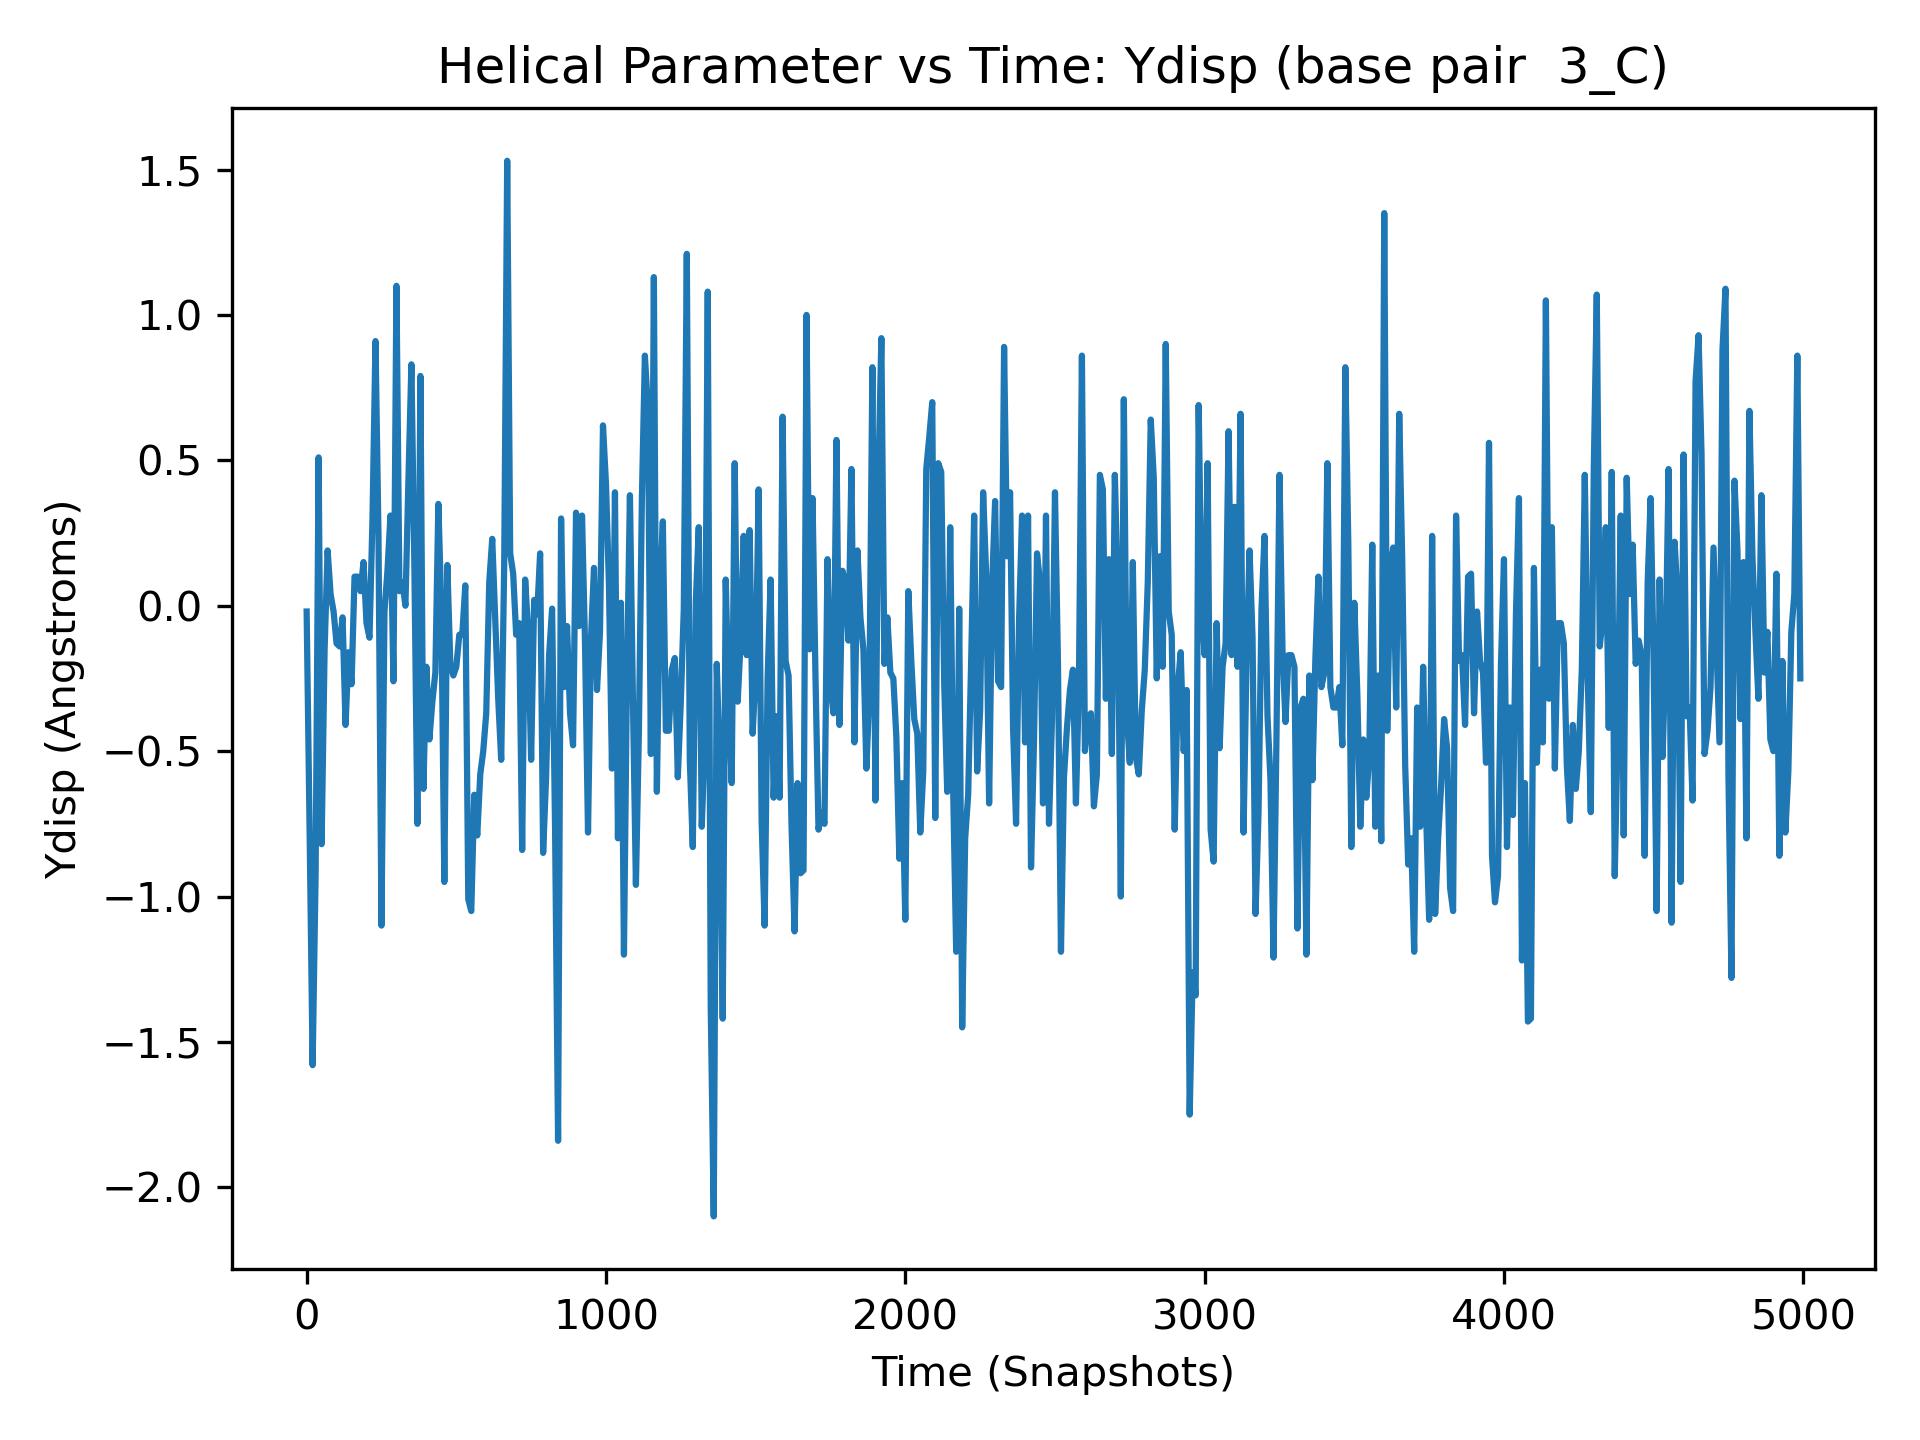 Helical Parameter vs Time: Ydisp (base pair  3_C)
1.5
1.0
0.5
0.0
−0.5
−1.0
−1.5
−2.0
Ydisp (Angstroms)
0 1000 2000 3000 4000 5000
Time (Snapshots)